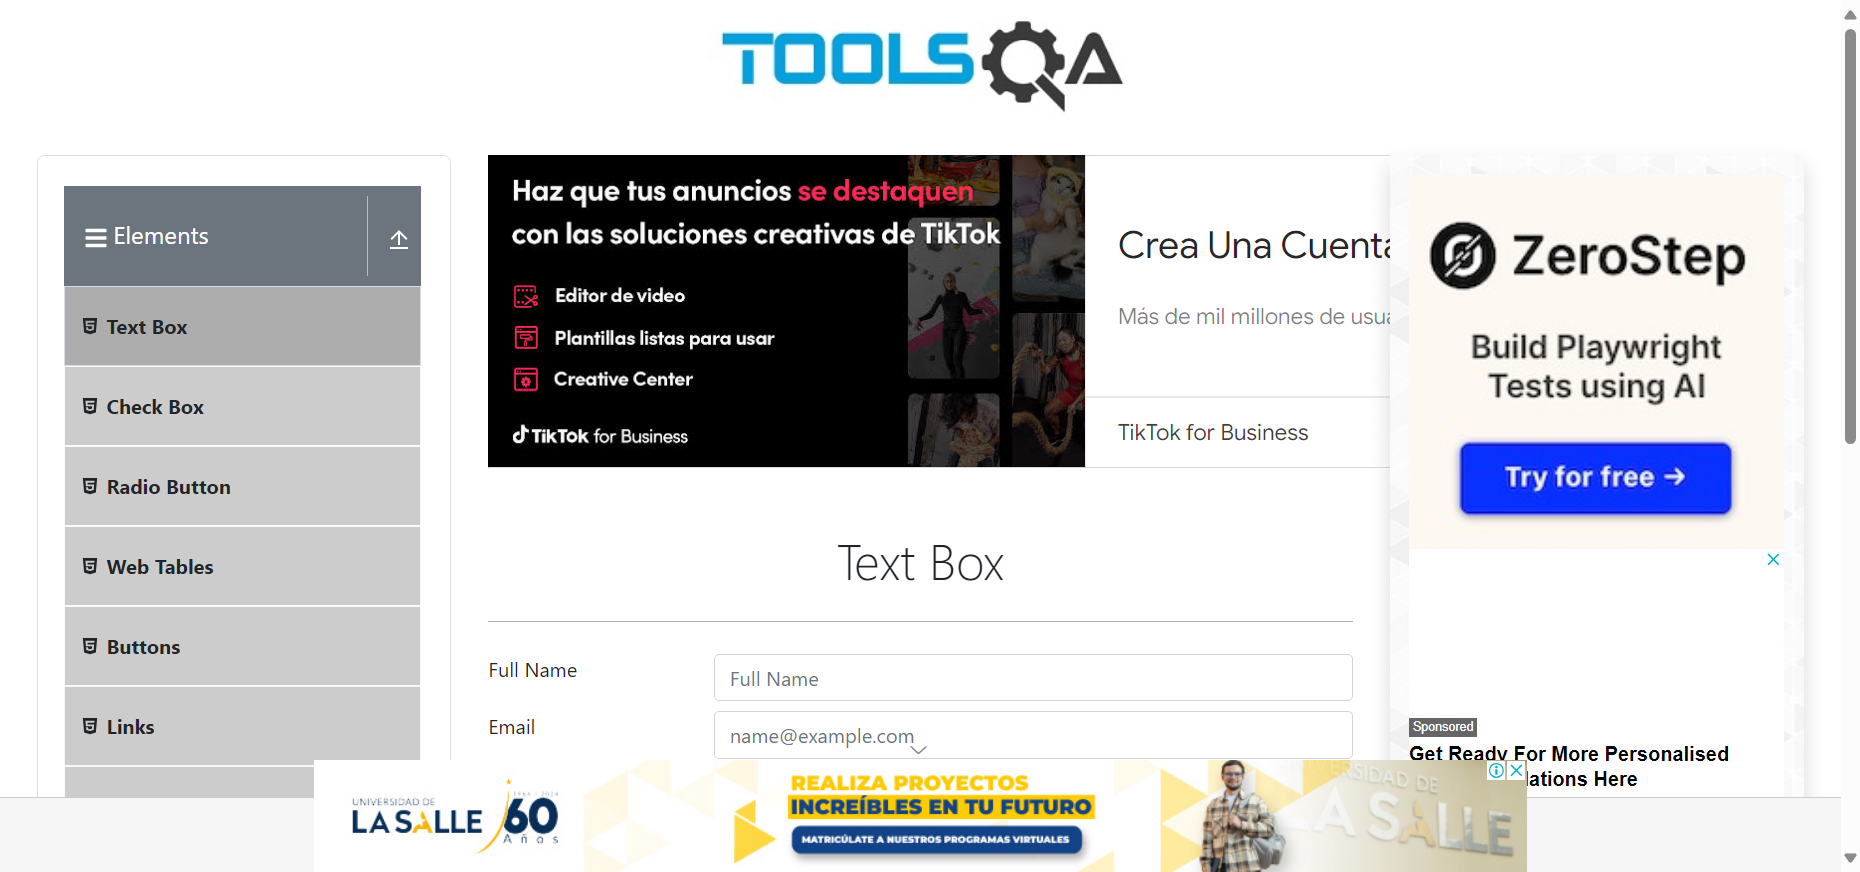 TOOLSQA
Elements
Text Box
Check Box
Radio Button
Web Tables
Buttons
Links
Haz que tus anuncios se destaquen
con las soluciones creativas de TikTok
Editor de video
Plantillas listas para usar
Creative Center
TikTok for Business
Crea Una Cuenta
Más de mil millones de usua
TikTok for Business
ZeroStep
Build Playwright
Tests using AI
Try for free →
Sponsored
Get Ready For More Personalised
lations Here
Text Box
Full Name
Full Name
Email
name@example.com
UNIVERSIDAD DE
LA SALLE
1964 / 2024
60
Años
REALIZA PROYECTOS
INCREÍBLES EN TU FUTURO
MATRICÚLATE A NUESTROS PROGRAMAS VIRTUALES
ERSIDAD DE
LA SALLE